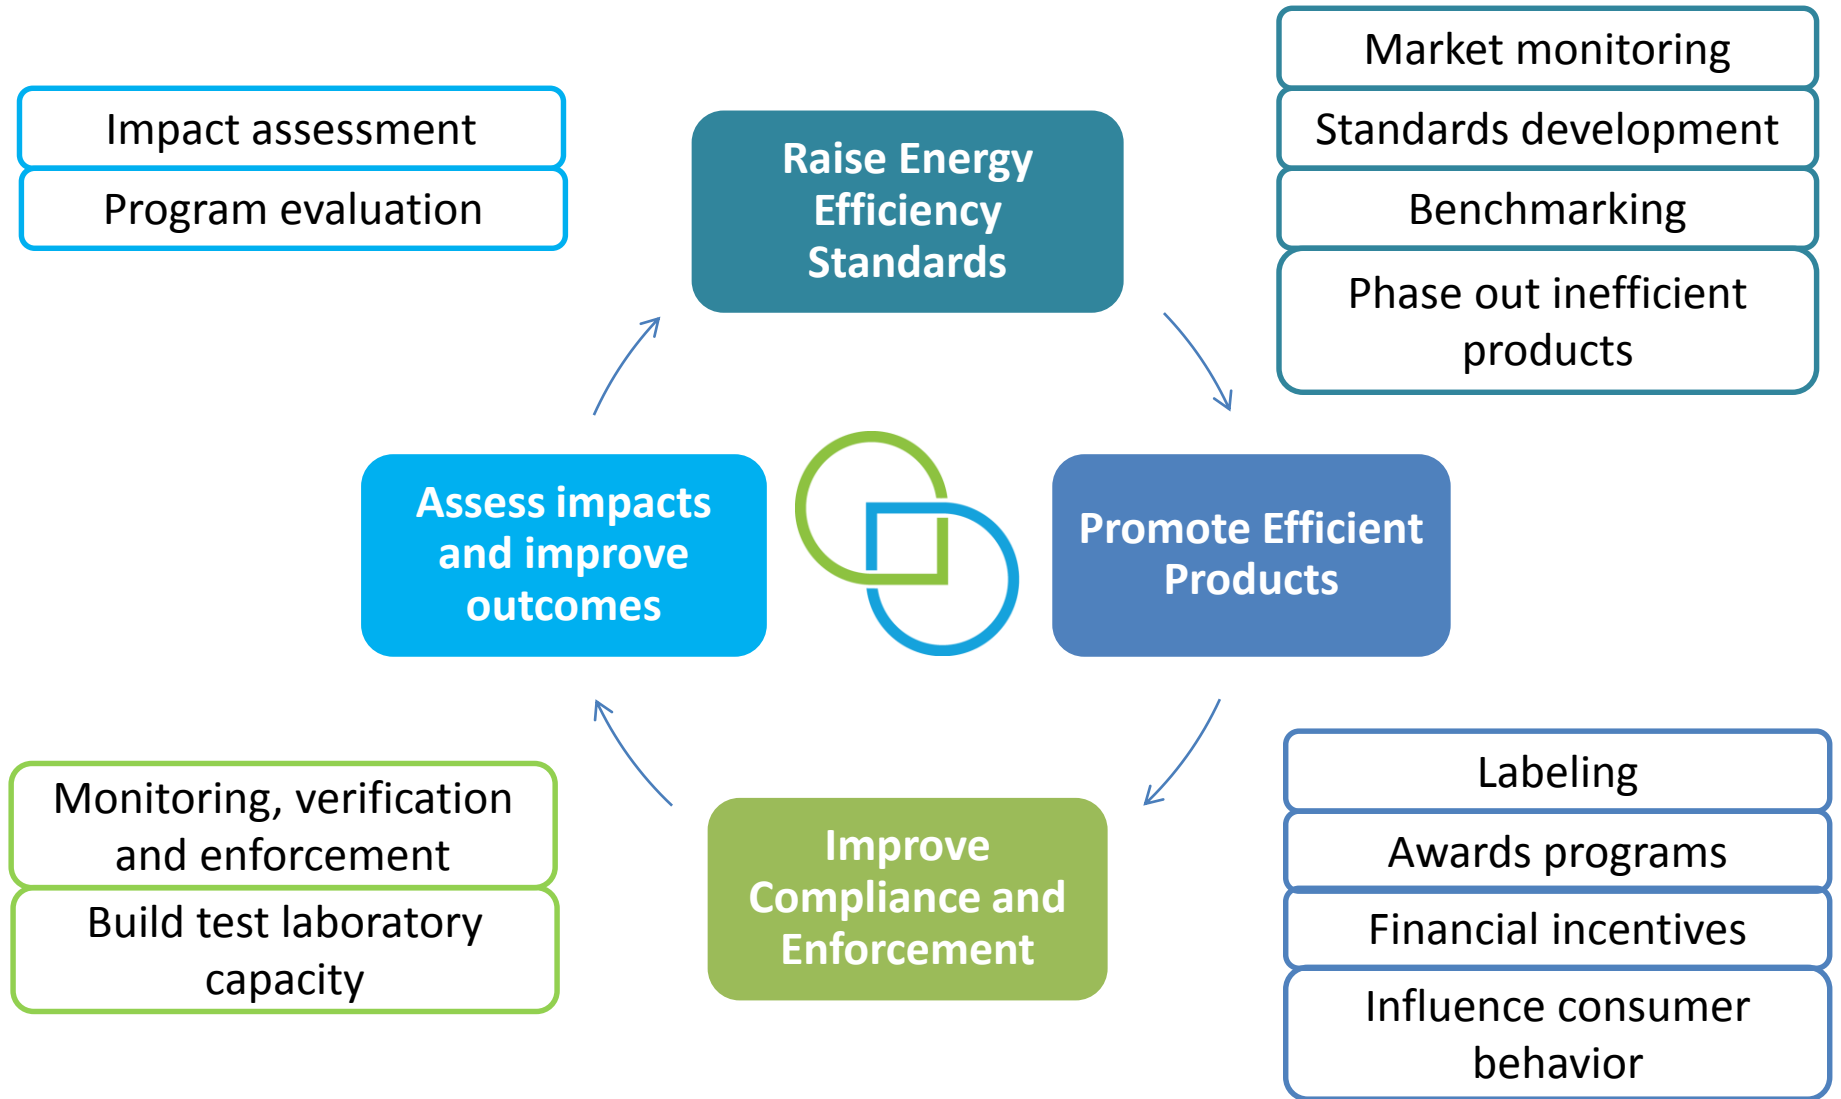 Impact assessment
Program evaluation
Raise Energy
Efficiency
Standards
Market monitoring
Standards development
Benchmarking
Phase out inefficient
products
Assess impacts
and improve
outcomes
Promote Efficient
Products
Monitoring, verification
and enforcement
Build test laboratory
capacity
Improve
Compliance and
Enforcement
Labeling
Awards programs
Financial incentives
Influence consumer
behavior